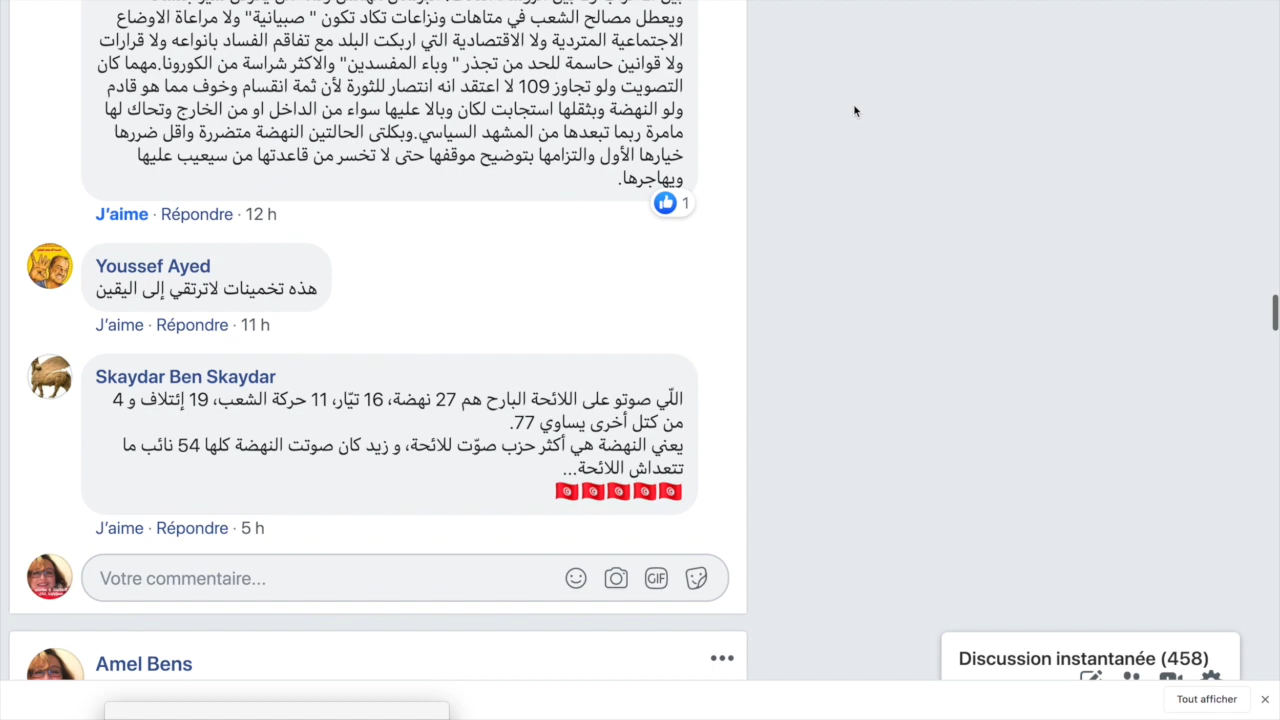 ويعطل مصالح الشعب في متاهات ونزاعات تكاد تكون " صبيانية" ولا مراعاة الاوضاع
الاجتماعية المتردية ولا الاقتصادية التي اربكت البلد مع تفاقم الفساد بانواعه ولا قرارات
ولا قوانين حاسمة للحد من تجذر " وباء المفسدين" والاكثر شراسة من الكورونا.مهما كان
التصويت ولو تجاوز 109 لا اعتقد انه انتصار للثورة لأن ثمة انقسام وخوف مما هو قادم
ولو النهضة وبثقلها استجابت لكان وبالا عليها سواء من الداخل او من الخارج وتحاك لها
مامرة ربما تبعدها من المشهد السياسي.وبكلتى الحالتين النهضة متضررة واقل ضررها
خيارها الأول والتزامها بتوضيح موقفها حتى لا تخسر من قاعدتها من سيعيب عليها
ويهاجرها.
1
J'aime · Répondre · 12 h
Youssef Ayed
هذه تخمينات لاترتقي إلى اليقين
J'aime · Répondre · 11 h
Skaydar Ben Skaydar
اللّي صوتو على اللائحة البارح هم 27 نهضة، 16 تيّار، 11 حركة الشعب، 19 إئتلاف و 4
من كتل أخرى يساوي 77.
يعني النهضة هي أكثر حزب صوّت للائحة، و زيد كان صوتت النهضة كلها 54 نائب ما
تتعداش اللائحة...
J'aime · Répondre · 5 h
Votre commentaire...
GIF
Amel Bens
Discussion instantanée (458)
Tout afficher